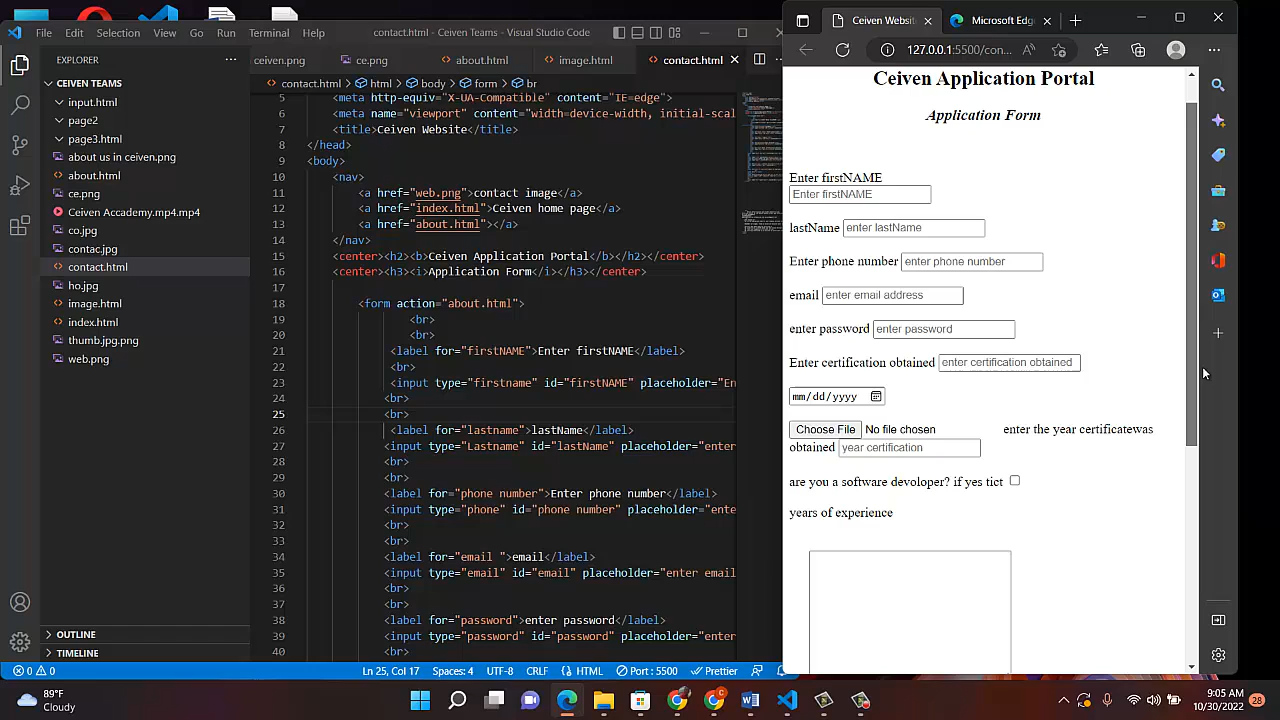 File Edit Selection View Go Run Terminal Help
contact.html - Ceiven Teams - Visual Studio Code
EXPLORER
CEIVEN TEAMS
input.html
page2
page3.html
about us in ceiven.png
about.html
ce.png
Ceiven Accademy.mp4.mp4
ceo.jpg
contac.jpg
contact.html
ho.jpg
image.html
index.html
thumb.jpg.png
web.png
OUTLINE
TIMELINE
ceiven.png ce.png about.html image.html contact.html
contact.html > html > body > form > br
5 <meta http-equiv="X-UA-Compatible" content="IE=edge">
6 <meta name="viewport" content="width=device-width, initial-scal
7 <title>Ceiven Website </title>
8 </head>
9 <body>
10 <nav>
11 <a href="web.png">contact image</a>
12 <a href="index.html">Ceiven home page</a>
13 <a href="about.html"></a>
14 </nav>
15 <center><h2><b>Ceiven Application Portal</b></h2></center>
16 <center><h3><i>Application Form</i></h3></center>
17
18 <form action="about.html">
19 <br>
20 <br>
21 <label for="firstNAME">Enter firstNAME</label>
22 <br>
23 <input type="firstname" id="firstNAME" placeholder="En
24 <br>
25 <br>
26 <label for="lastname">lastName</label>
27 <input type="Lastname" id="lastName" placeholder="enter
28 <br>
29 <br>
30 <label for="phone number">Enter phone number</label>
31 <input type="phone" id="phone number" placeholder="ente
32 <br>
33 <br>
34 <label for="email ">email</label>
35 <input type="email" id="email" placeholder="enter email
36 <br>
37 <br>
38 <label for="password">enter password</label>
39 <input type="password" id="password" placeholder="enter
40 <br>
0 0 Ln 25, Col 17 Spaces: 4 UTF-8 CRLF HTML Port : 5500 Prettier
Ceiven Websit Microsoft Edg
127.0.0.1:5500/con...
Ceiven Application Portal
Application Form
Enter firstNAME
Enter firstNAME
lastName enter lastName
Enter phone number enter phone number
email enter email address
enter password enter password
Enter certification obtained enter certification obtained
mm/dd/yyyy
Choose File No file chosen enter the year certificatewas
obtained year certification
are you a software devoloper? if yes tict
years of experience
89°F
Cloudy
9:05 AM
10/30/2022
28